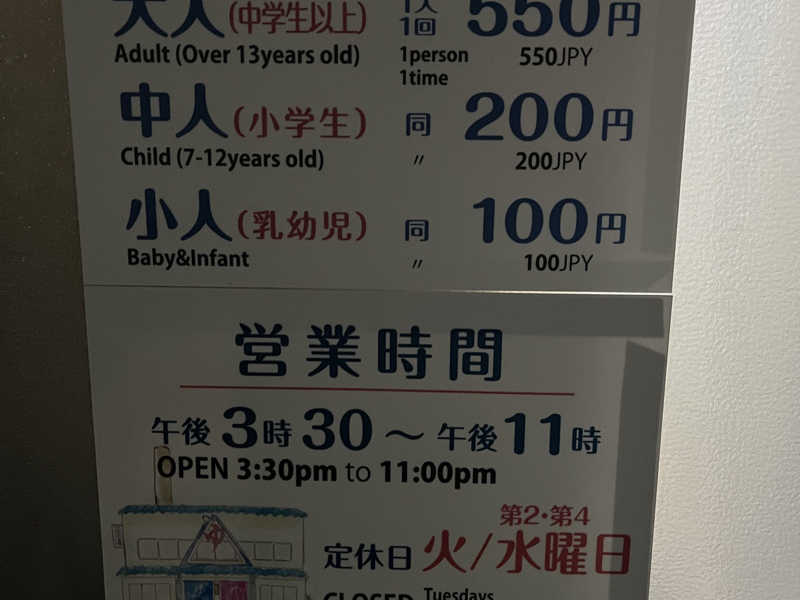 大人(中学生以上) 1人1回 550円
Adult (Over 13years old) 1person 1time 550JPY
中人(小学生) 同 200円
Child (7-12years old) 〃 200JPY
小人(乳幼児) 同 100円
Baby&Infant 〃 100JPY
営業時間
午後3時30～午後11時
OPEN 3:30pm to 11:00pm
第2・第4
定休日 火/水曜日
CLOSED Tuesdays